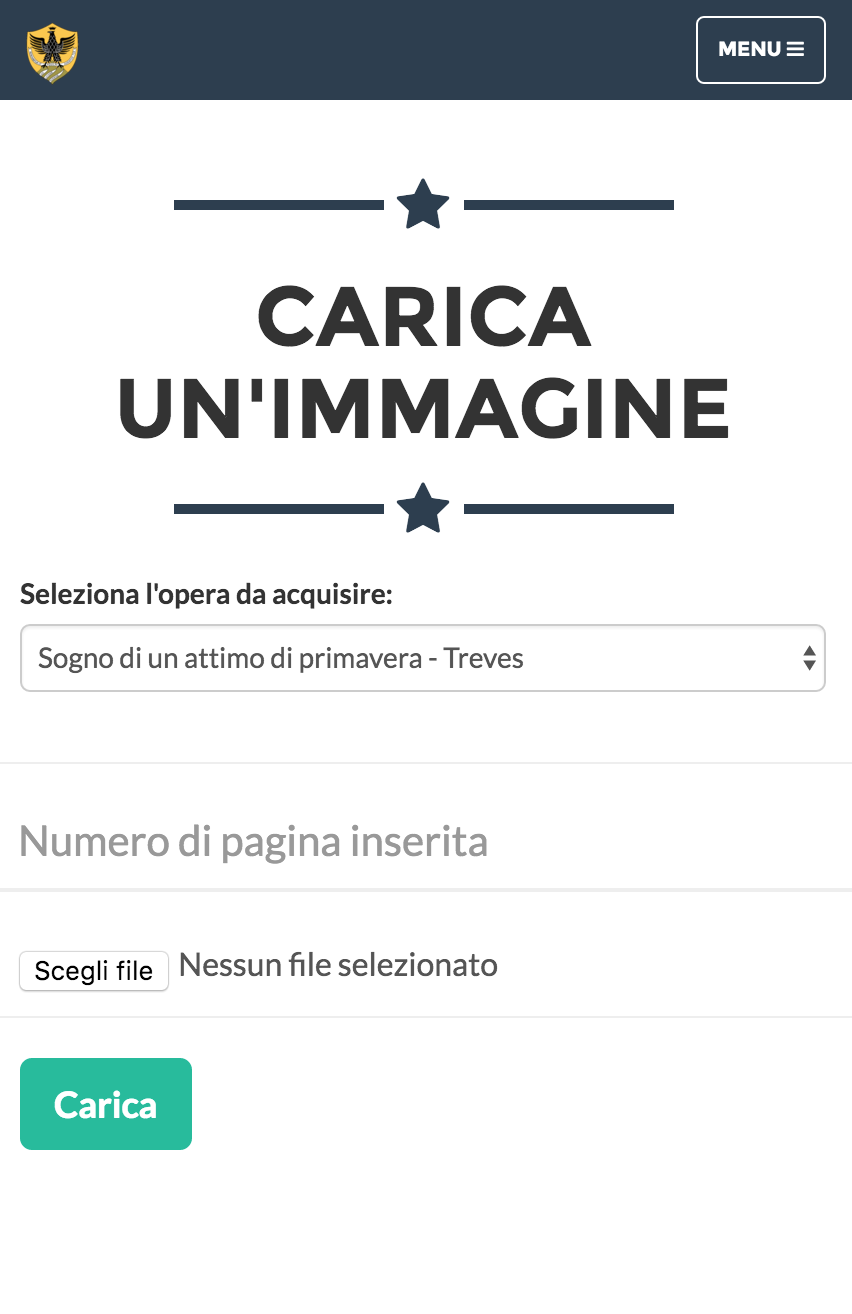 MENU
CARICA
UN'IMMAGINE
Seleziona l'opera da acquisire:
Sogno di un attimo di primavera - Treves
Numero di pagina inserita
Scegli file Nessun file selezionato
Carica